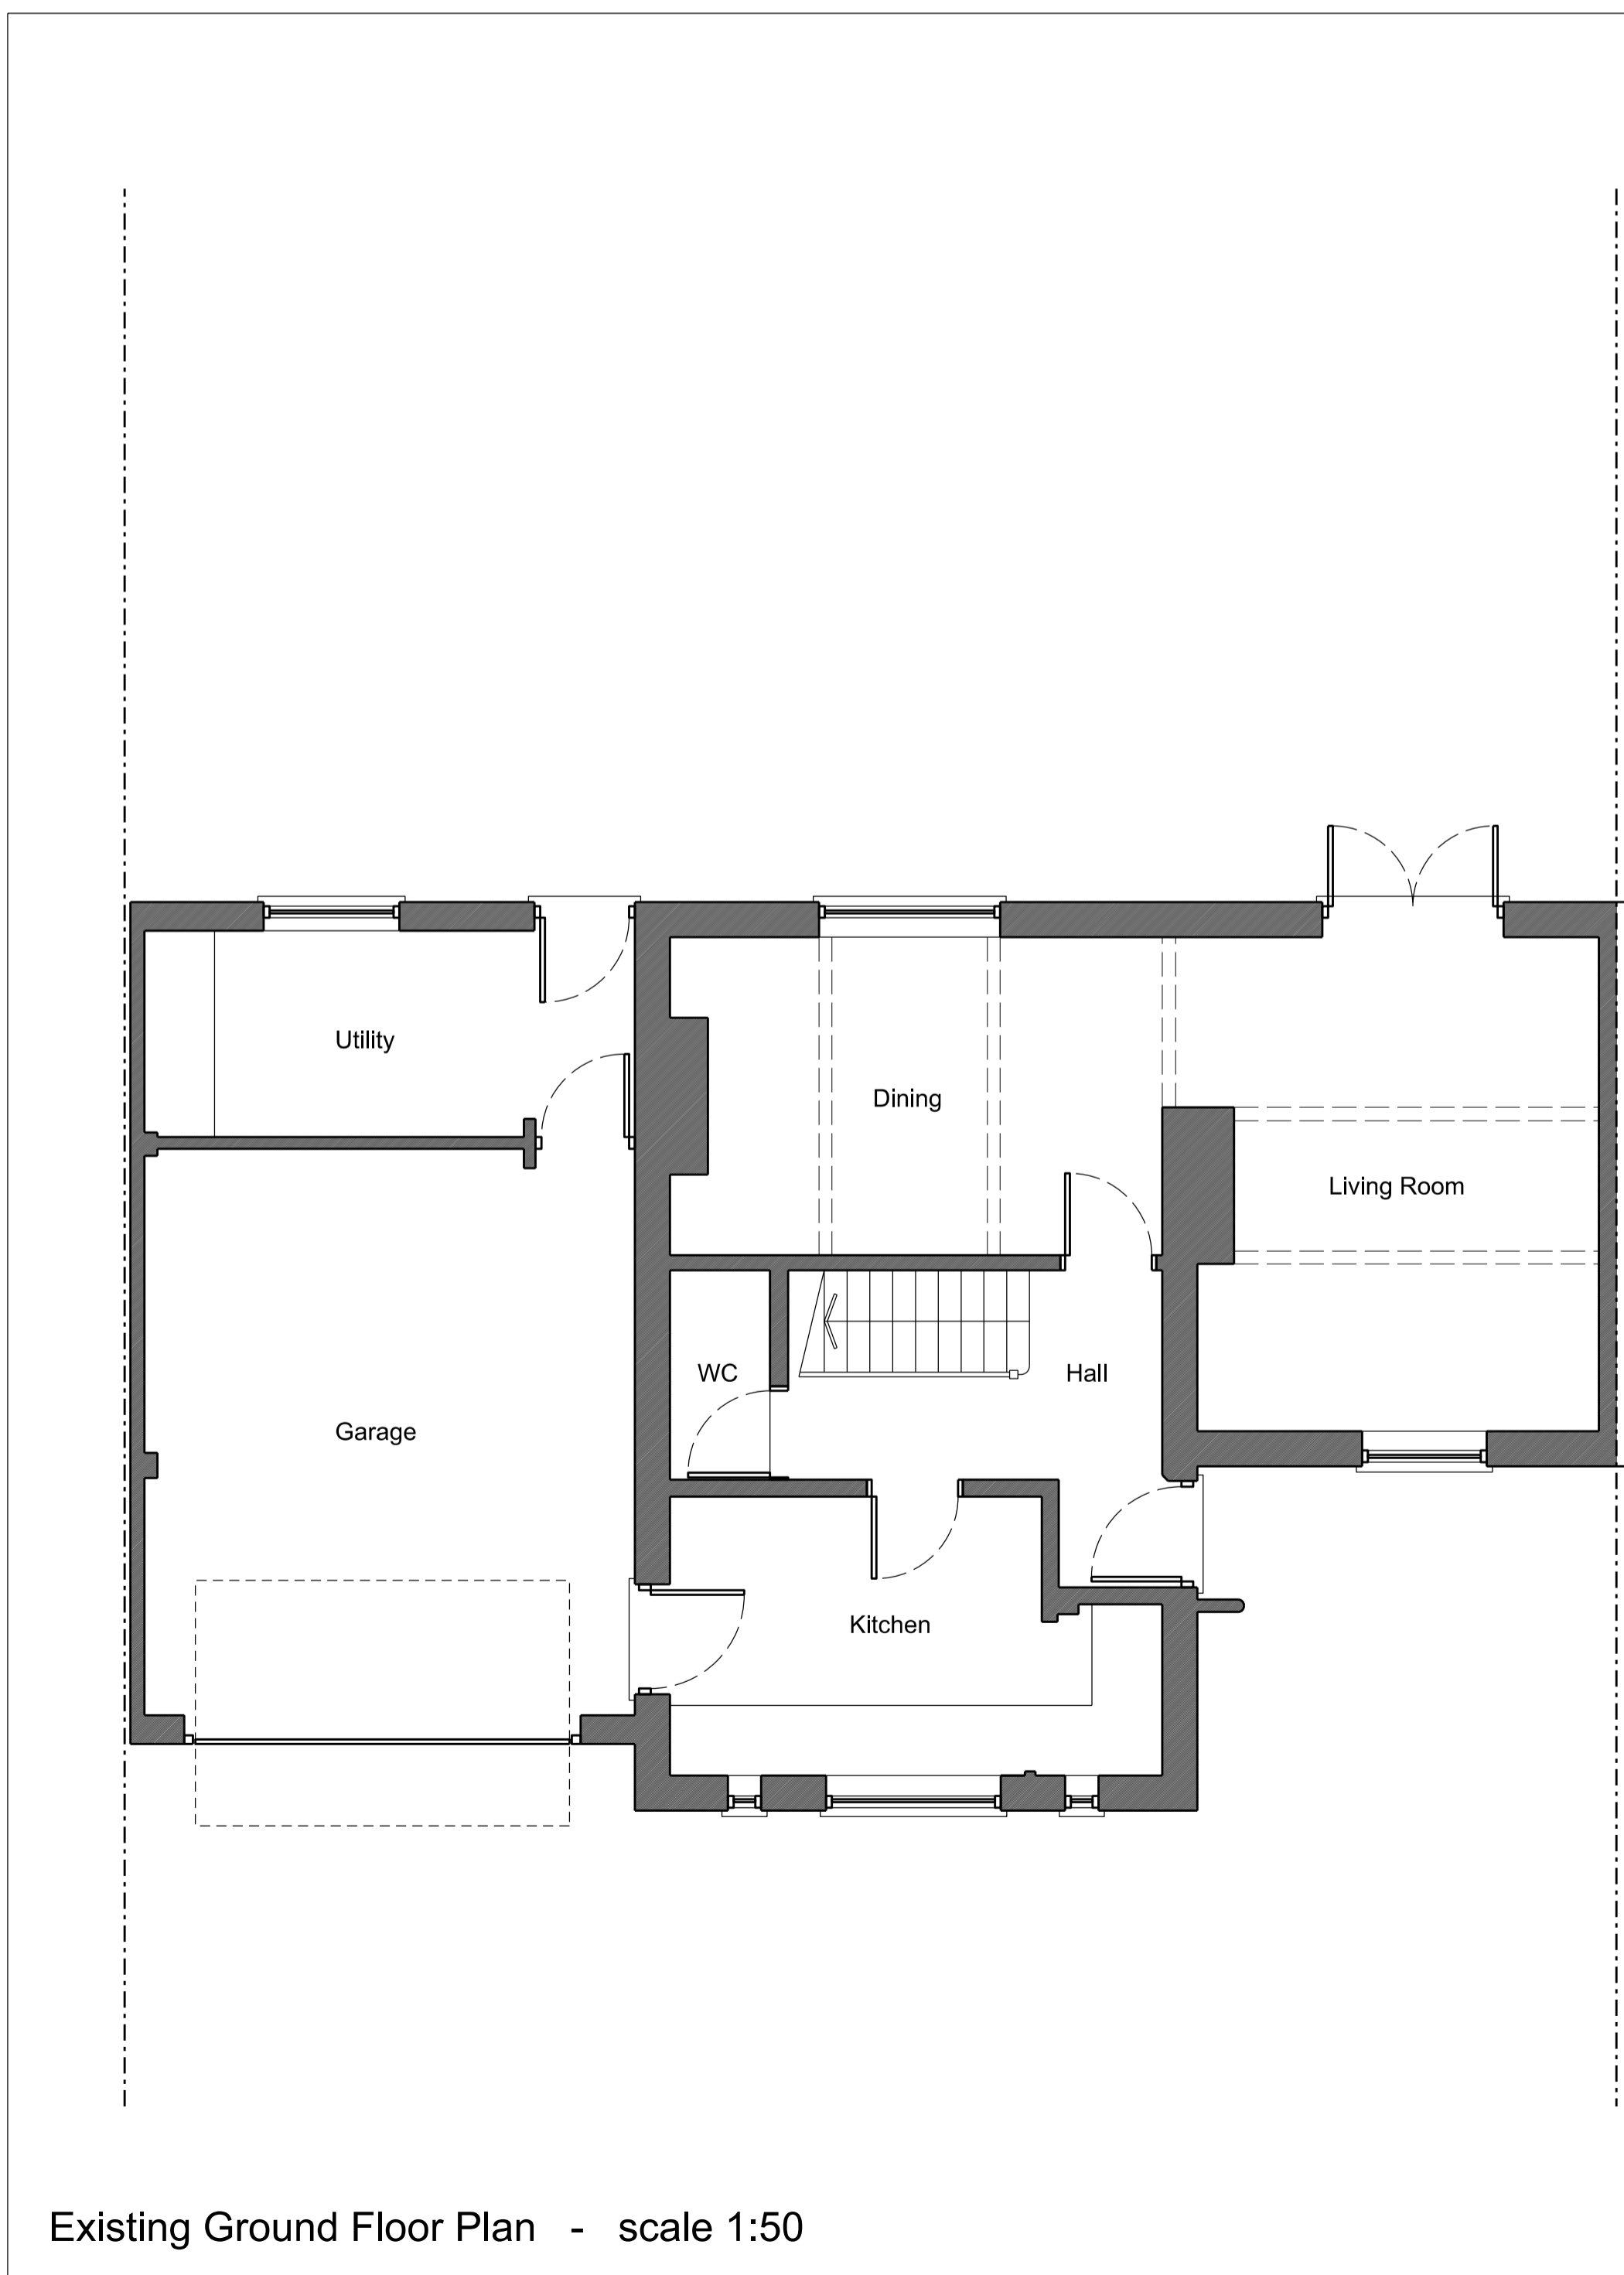 Utility
Dining
Living Room
WC
Hall
Garage
Kitchen
Existing Ground Floor Plan - scale 1:50